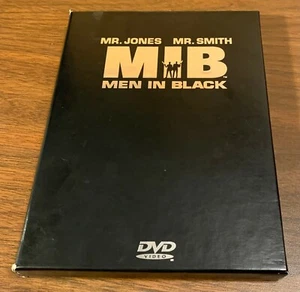 MR. JONES MR. SMITH
MIB
MEN IN BLACK
DVD
VIDEO